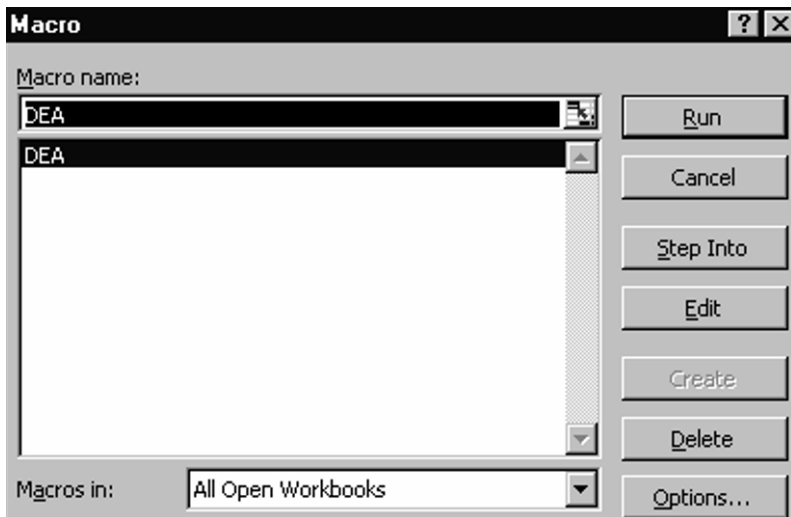 Macro
Macro name:
DEA
DEA
Run
Cancel
Step Into
Edit
Create
Delete
Options...
Macros in:
All Open Workbooks